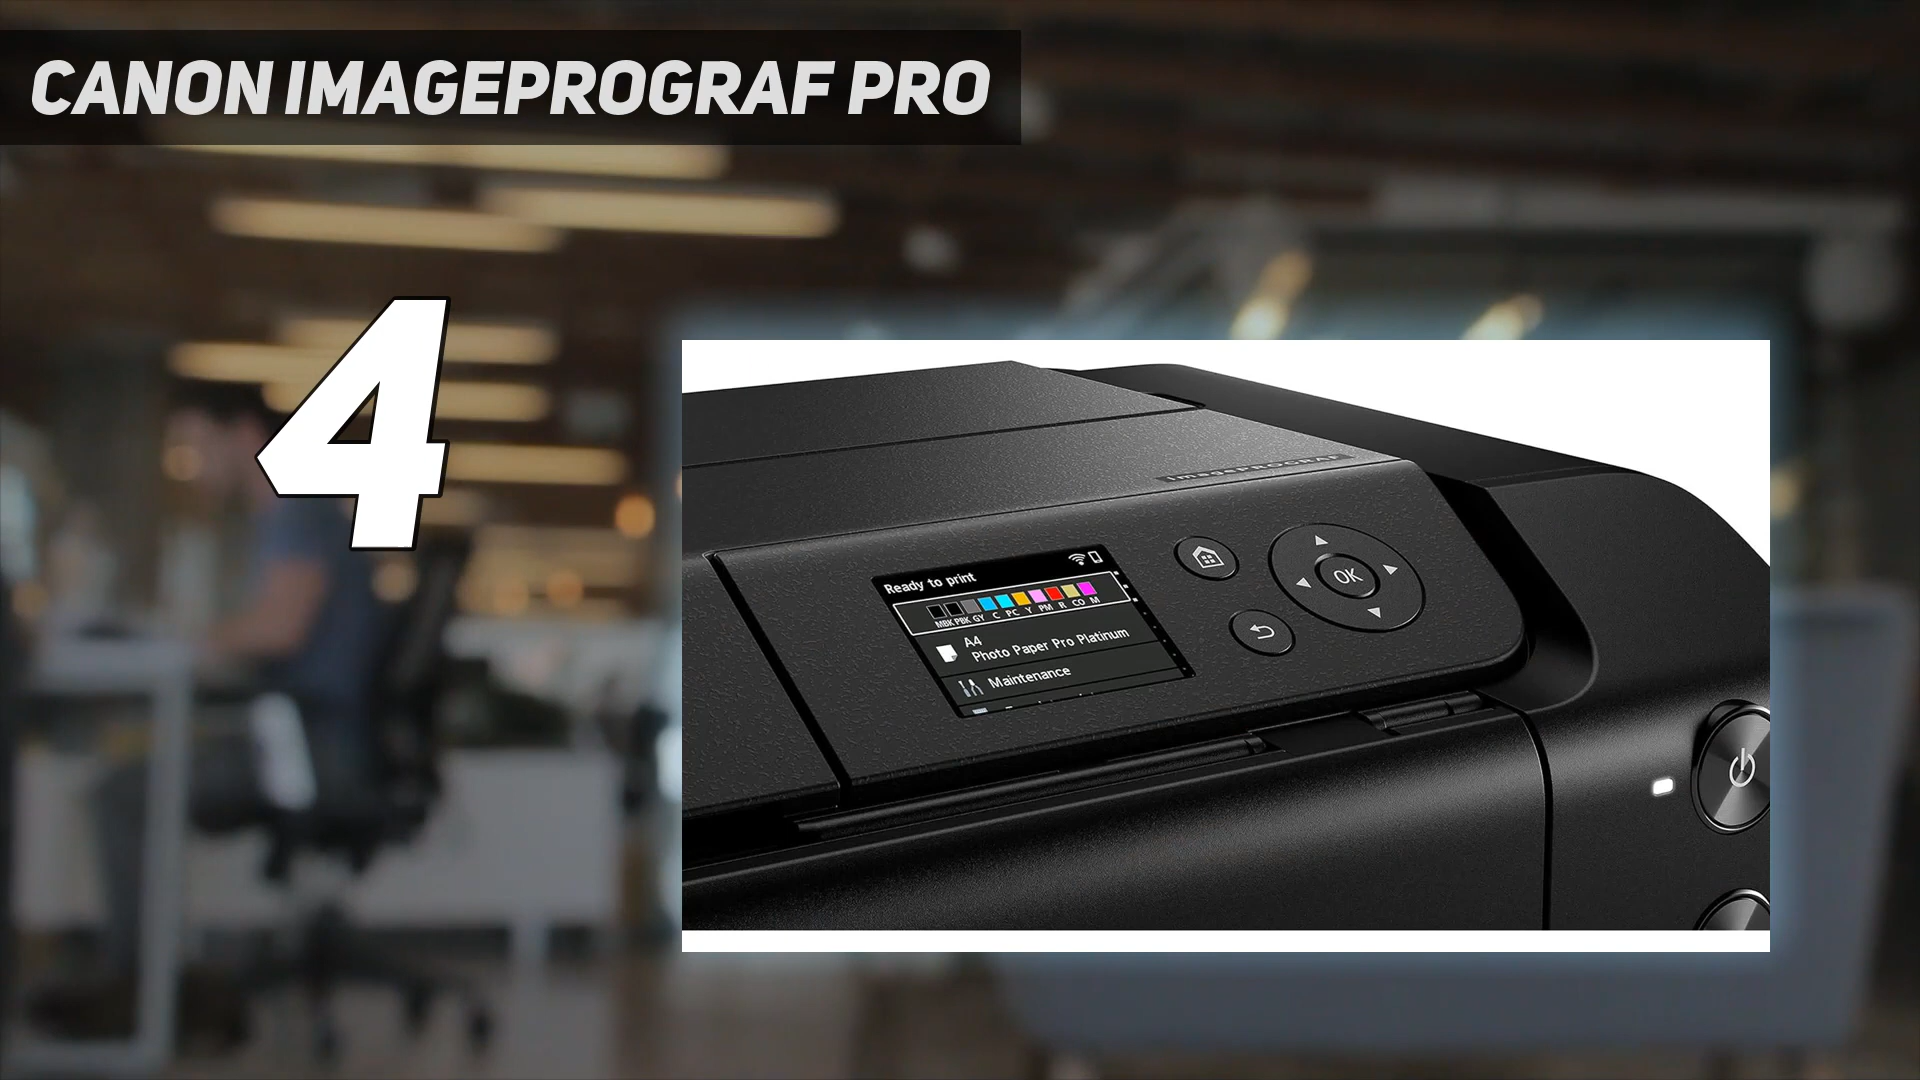 CANON IMAGEPROGRAF PRO
4
imagePROGRAF
Ready to print
MBK PBK GY C PC Y PM R CO M
A4
Photo Paper Pro Platinum
Maintenance
OK